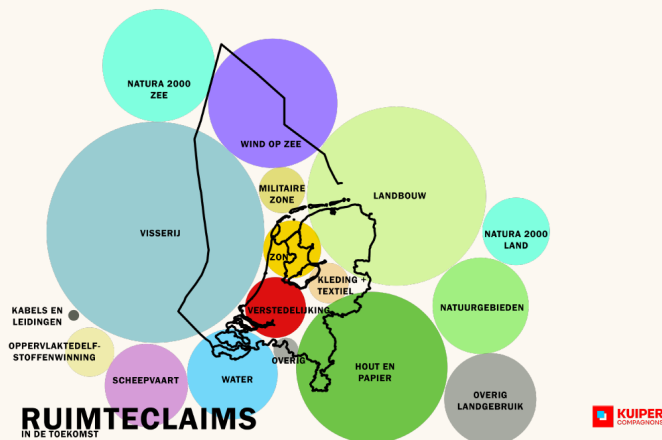 NATURA 2000
ZEE
WIND OP ZEE
MILITAIRE
ZONE
LANDBOUW
VISSERIJ
NATURA 2000
LAND
ZON
KLEDING +
TEXTIEL
KABELS EN
LEIDINGEN
VERSTEDELIJKING
NATUURGEBIEDEN
OPPERVLAKTEDELF-
STOFFENWINNING
OVERIG
SCHEEPVAART
WATER
HOUT EN
PAPIER
OVERIG
LANDGEBRUIK
RUIMTECLAIMS
IN DE TOEKOMST
KUIPER
COMPAGNONS